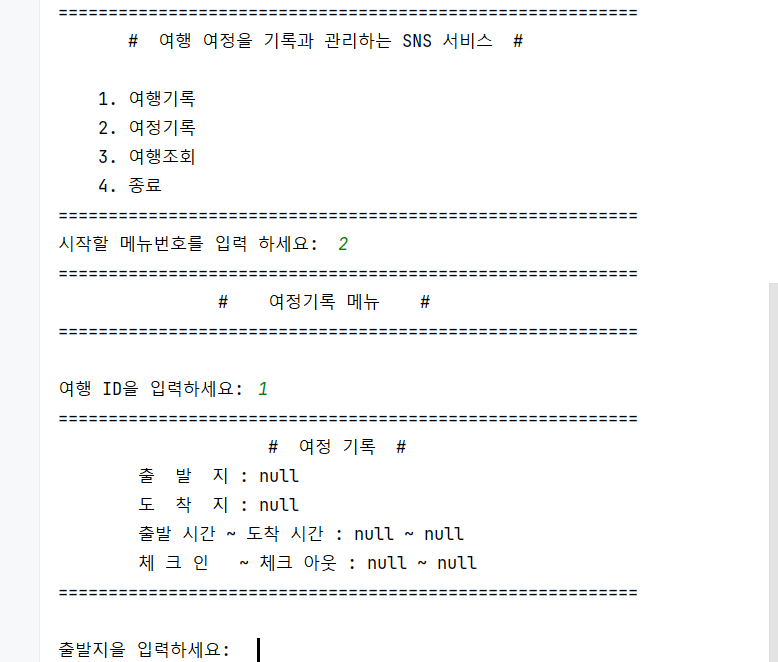 ==========================================================
#  여행 여정을 기록과 관리하는 SNS 서비스  #
1. 여행기록
2. 여정기록
3. 여행조회
4. 종료
==========================================================
시작할 메뉴번호를 입력 하세요:  2
==========================================================
#    여정기록 메뉴    #
==========================================================
여행 ID을 입력하세요: 1
==========================================================
#  여정 기록  #
출  발  지 : null
도  착  지 : null
출발 시간 ~ 도착 시간 : null ~ null
체 크 인   ~ 체크 아웃 : null ~ null
==========================================================
출발지을 입력하세요: